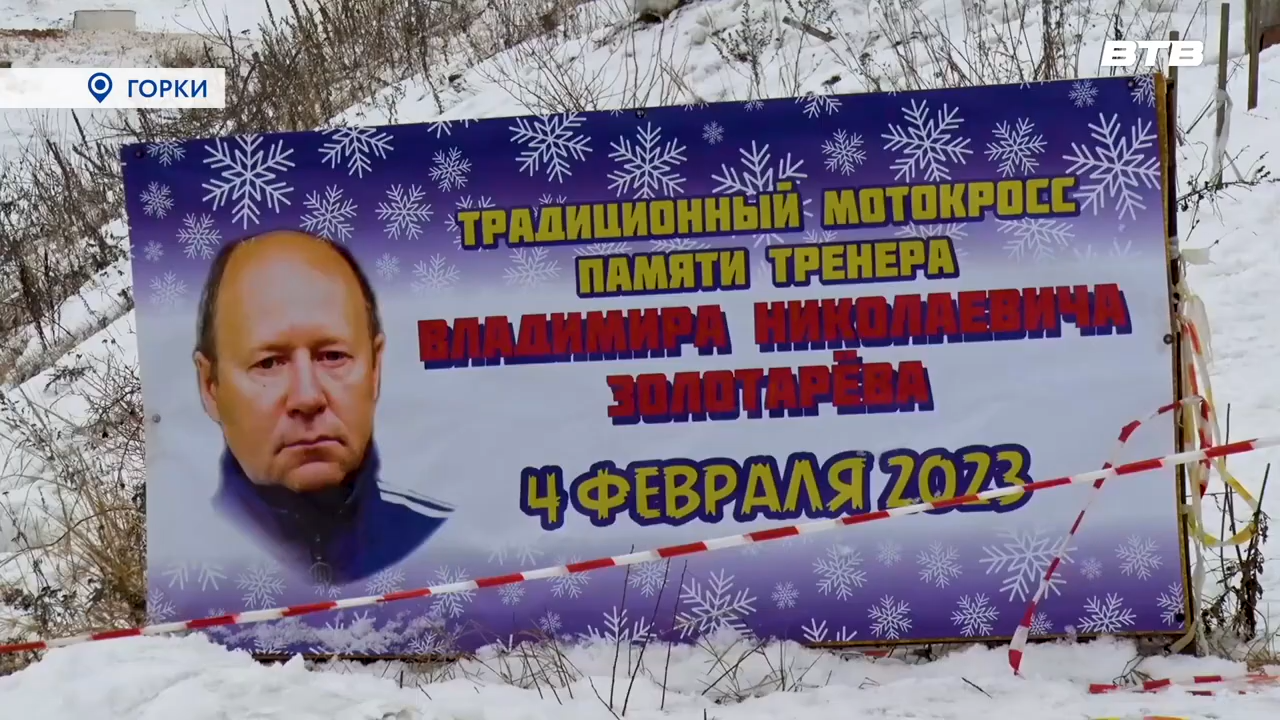 ГОРКИ
ВТВ
ТРАДИЦИОННЫЙ МОТОКРОСС
ПАМЯТИ ТРЕНЕРА
ВЛАДИМИРА НИКОЛАЕВИЧА
ЗОЛОТАРЁВА
4 ФЕВРАЛЯ 2023